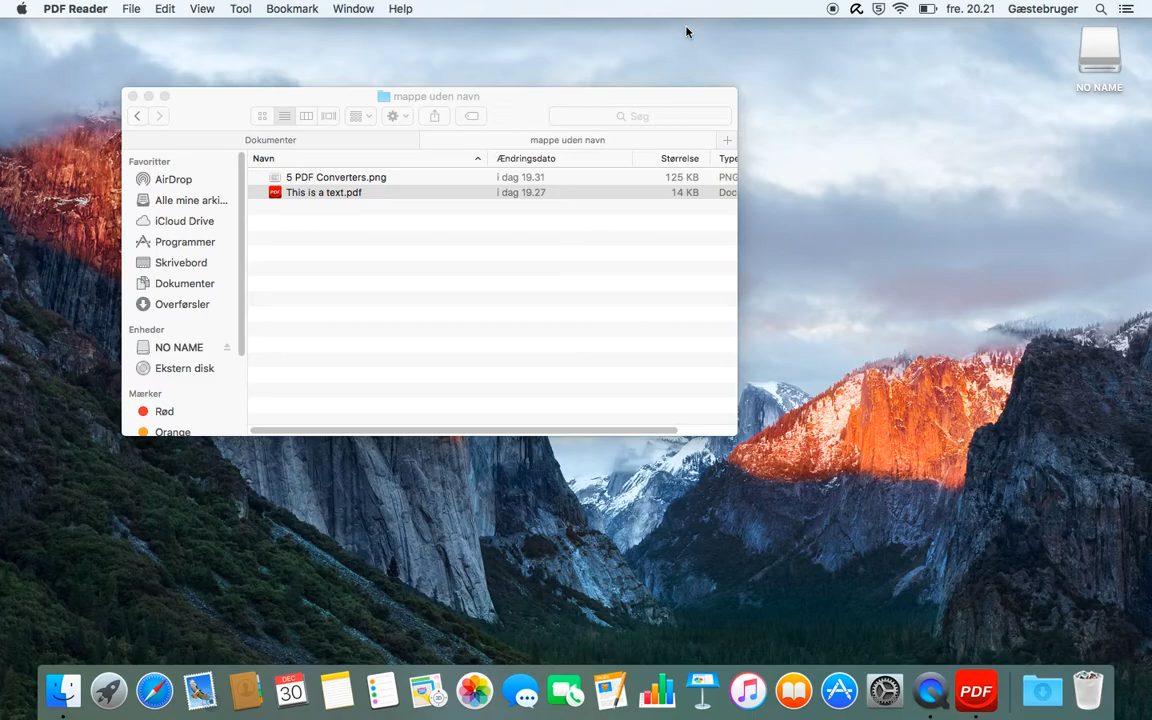 PDF Reader File Edit View Tool Bookmark Window Help fre. 20.21 Gæstebruger
NO NAME
mappe uden navn
Søg
Dokumenter mappe uden navn
Favoritter
AirDrop
Alle mine arki...
iCloud Drive
Programmer
Skrivebord
Dokumenter
Overførsler
Enheder
NO NAME
Ekstern disk
Mærker
Rød
Orange
Navn Ændringsdato Størrelse Type
5 PDF Converters.png i dag 19.31 125 KB PNG
PDF This is a text.pdf i dag 19.27 14 KB Doc
DEC
30
PDF